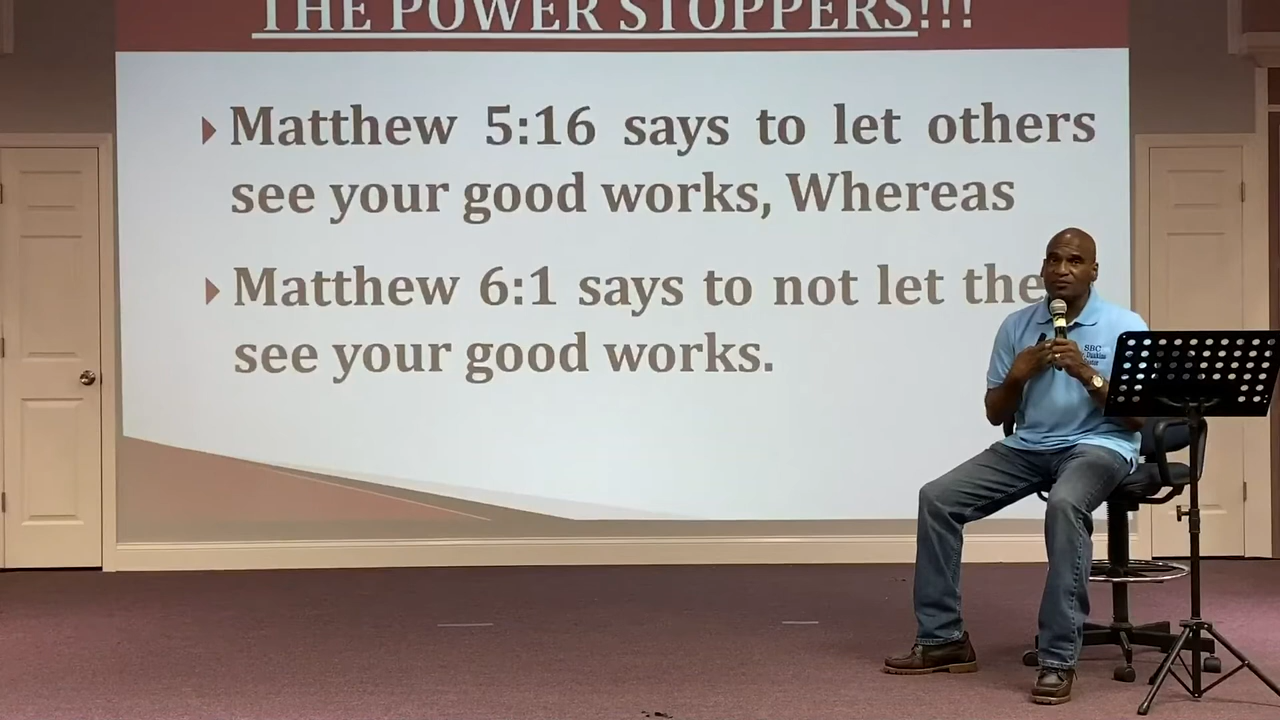 THE POWER STOPPERS!!!
Matthew 5:16 says to let others
see your good works, Whereas
Matthew 6:1 says to not let
see your good works.
SBC
Pastor